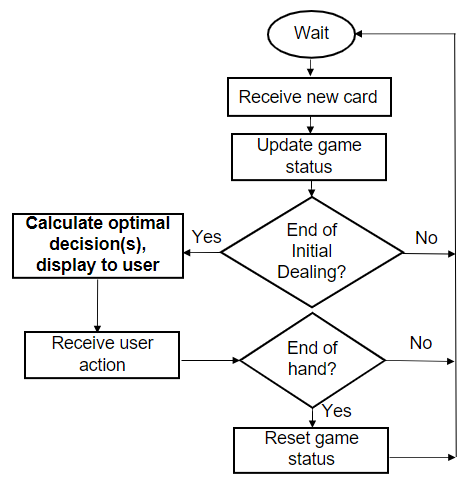 Wait
Receive new card
Update game
status
End of
Initial
Dealing?
Yes
No
Calculate optimal
decision(s),
display to user
Receive user
action
End of
hand?
No
Yes
Reset game
status